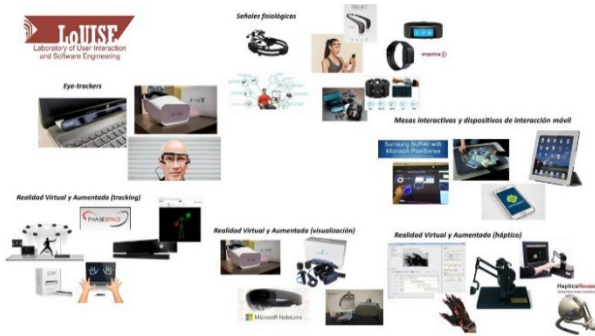 LoUISE
Laboratory of User Interaction
and Software Engineering
Señales fisiológicas
empatica
Eye-trackers
FOVE
Mesas interactivas y dispositivos de interacción móvil
Samsung SUR40 with
Microsoft PixelSense
Realidad Virtual y Aumentada (tracking)
PHASESPACE
Realidad Virtual y Aumentada (visualización)
Microsoft HoloLens
Realidad Virtual y Aumentada (háptica)
HapticsHouse